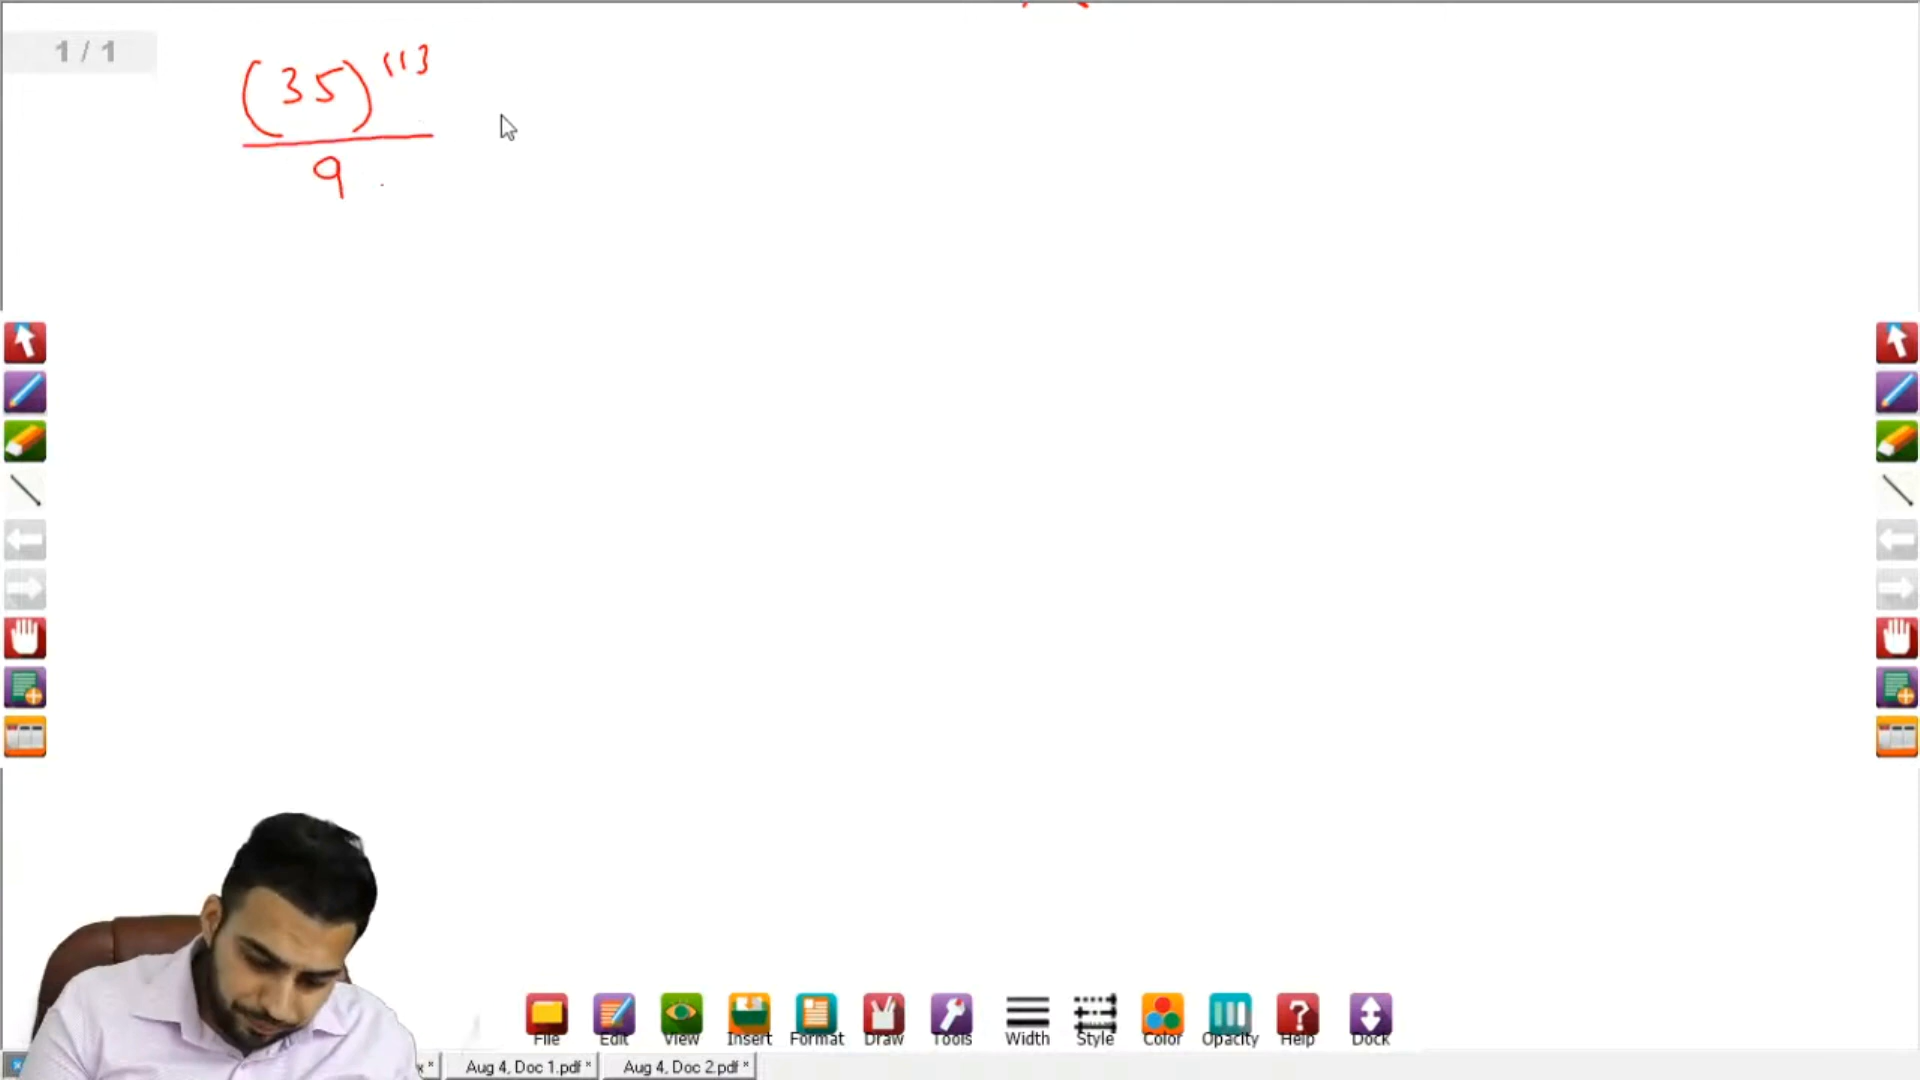 1 / 1
(35)¹¹³
9
File Edit View Insert Format Draw Tools Width Style Color Opacity Help Dock
x * Aug 4, Doc 1.pdf * Aug 4, Doc 2.pdf *